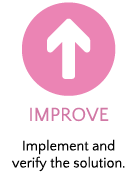 IMPROVE
Implement and
verify the solution.